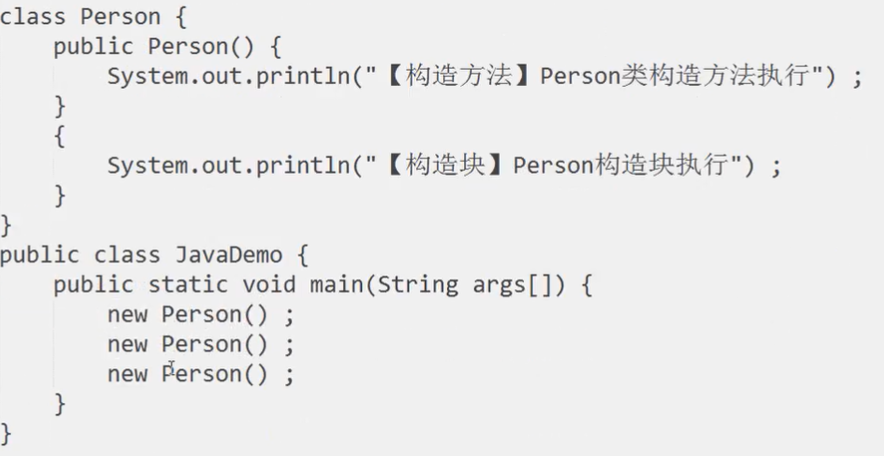 class Person {
    public Person() {
        System.out.println("【构造方法】Person类构造方法执行") ;
    }
    {
        System.out.println("【构造块】Person构造块执行") ;
    }
}
public class JavaDemo {
    public static void main(String args[]) {
        new Person() ;
        new Person() ;
        new Person() ;
    }
}